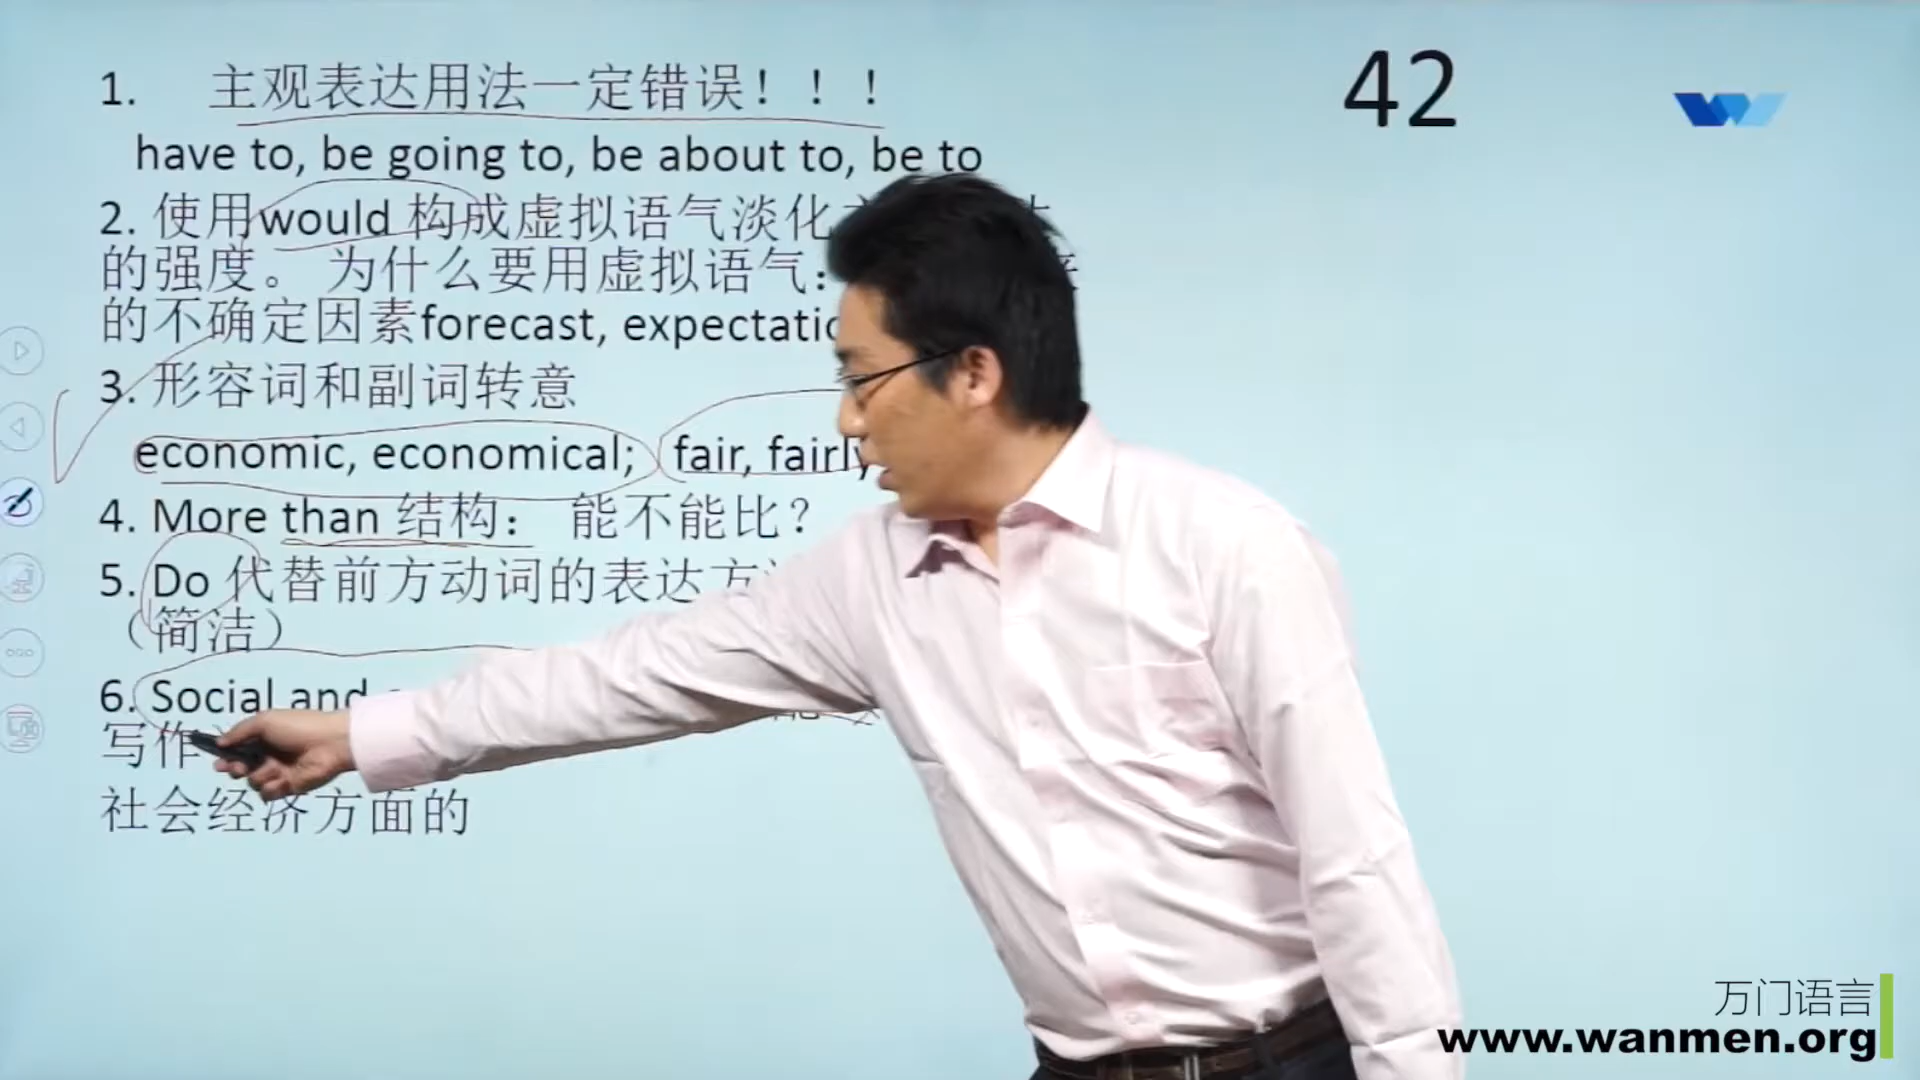 1. 主观表达用法一定错误！！！
42
have to, be going to, be about to, be to
2. 使用would 构成虚拟语气淡化
的强度。 为什么要用虚拟语气：
的不确定因素forecast,
3. 形容词和副词转意
economic, economical; fair, fairly
4. More than 结构： 能不能比？
5. Do 代替前方动词的表达方
（简洁）
6. Social and
写作
社会经济方面的
万门语言
www.wanmen.org